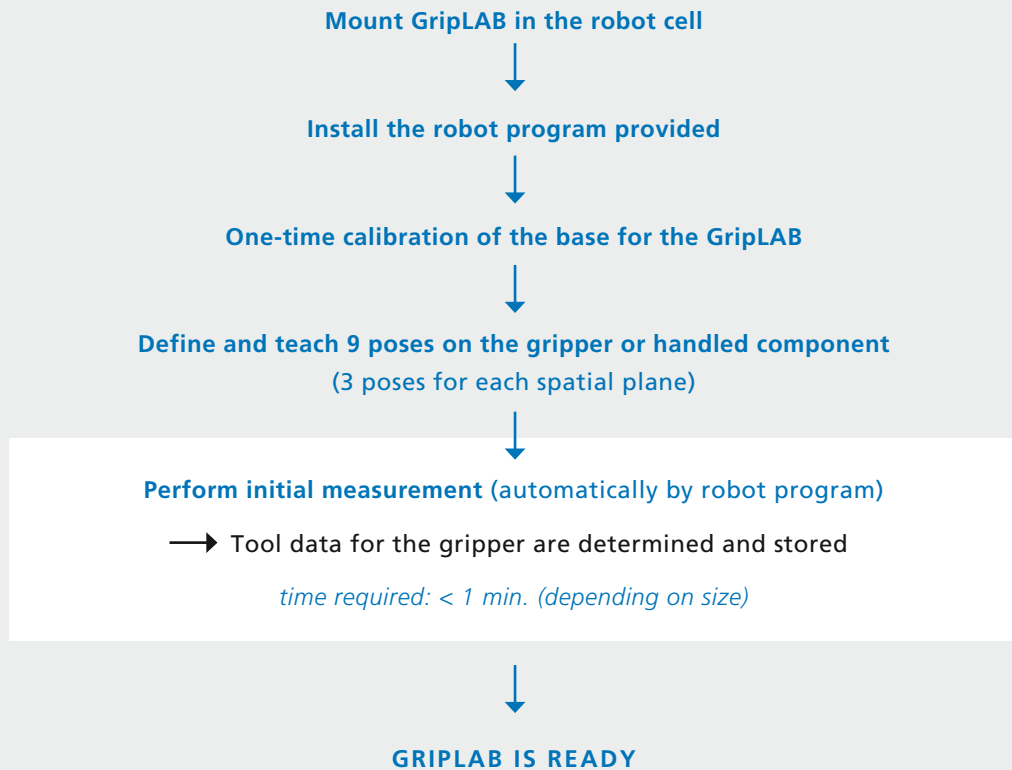 Mount GripLAB in the robot cell
Install the robot program provided
One-time calibration of the base for the GripLAB
Define and teach 9 poses on the gripper or handled component
(3 poses for each spatial plane)
Perform initial measurement (automatically by robot program)
Tool data for the gripper are determined and stored
time required: < 1 min. (depending on size)
GRIPLAB IS READY